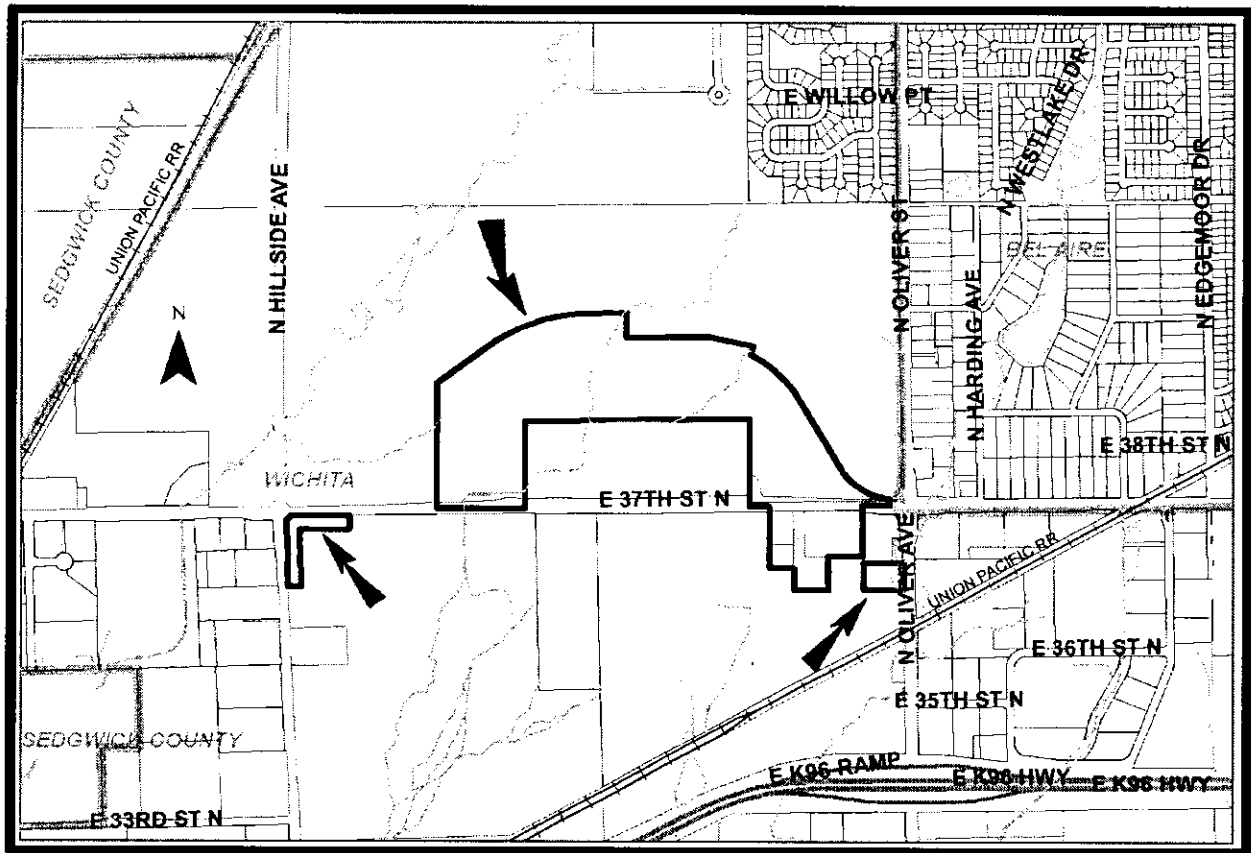 E WILLOW PT
N WESTLAKE DR
SEDGWICK COUNTY
UNION PACIFIC RR
N HILLSIDE AVE
N OLIVER ST
N EDGEMOOR DR
BEL AIRE
N HARDING AVE
N
E 38TH ST N
WICHITA
E 37TH ST N
N OLIVER AVE
UNION PACIFIC RR
E 36TH ST N
E 35TH ST N
SEDGWICK COUNTY
E K96 RAMP
E K96 HWY
E K96 HWY
E 33RD ST N